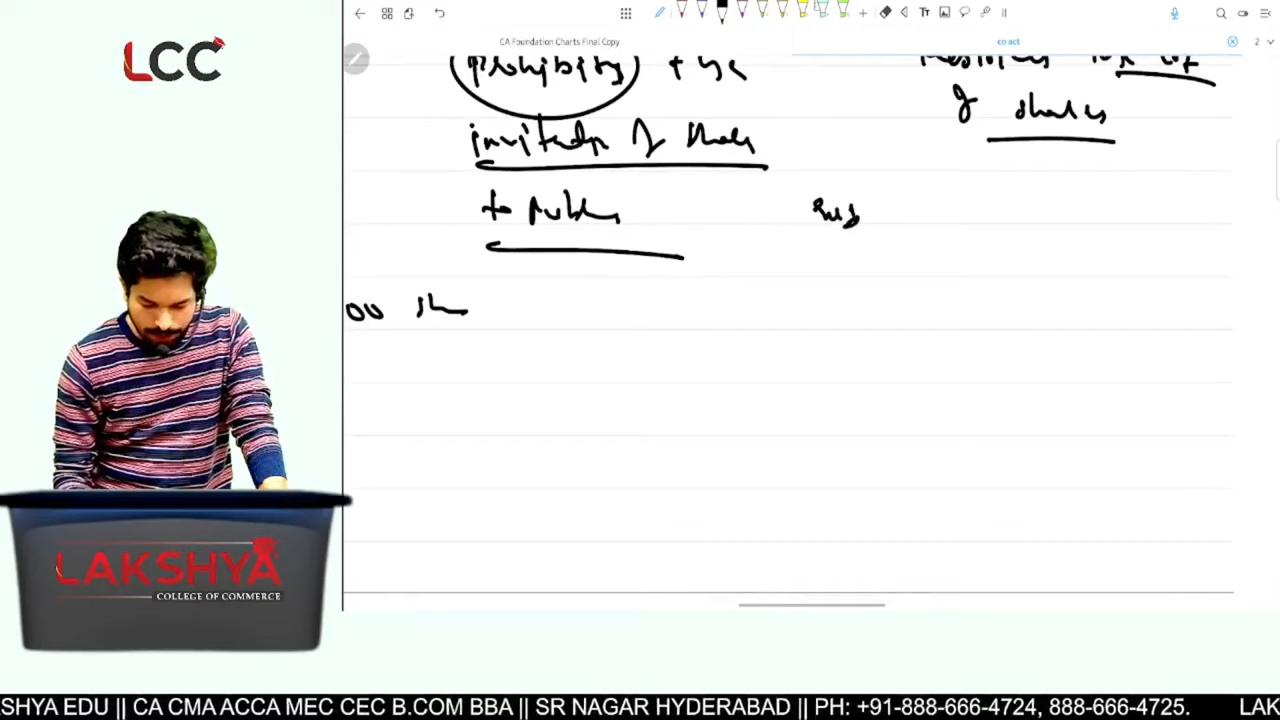 LCC
CA Foundation Charts Final Copy
co act
2
prohibits the
of shares
invitation of shares
to public
LAKSHYA
COLLEGE OF COMMERCE
SHYA EDU || CA CMA ACCA MEC CEC B.COM BBA || SR NAGAR HYDERABAD || PH: +91-888-666-4724, 888-666-4725. LAK